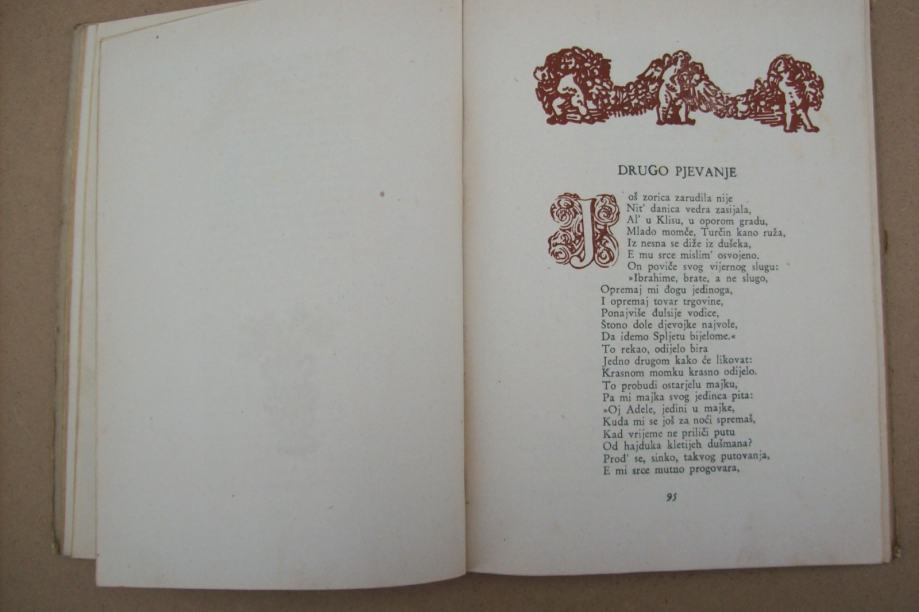 DRUGO PJEVANJE
Još zorica zarudila nije
Nit' danica vedra zasijala,
Al' u Klisu, u oporom gradu,
Mlado momče, Turčin kano ruža,
Iz nesna se diže iz dušeka,
E mu srce mislim' osvojeno.
On poviče svog vijernog slugu:
»Ibrahime, brate, a ne slugo,
Opremaj mi đogu jedinoga,
I opremaj tovar trgovine,
Ponajviše đulsije vodice,
Štono dole djevojke najvole,
Da idemo Spljetu bijelome.«
To rekao, odijelo bira
Jedno drugom kako će likovat:
Krasnom momku krasno odijelo.
To probudi ostarjelu majku,
Pa mi majka svog jedinca pita:
»Oj Adele, jedini u majke,
Kuda mi se još za noći spremaš,
Kad vrijeme ne priliči putu
Od hajduka kletijeh dušmana?
Prođ' se, sinko, takvog putovanja,
E mi srce mutno progovara,
95